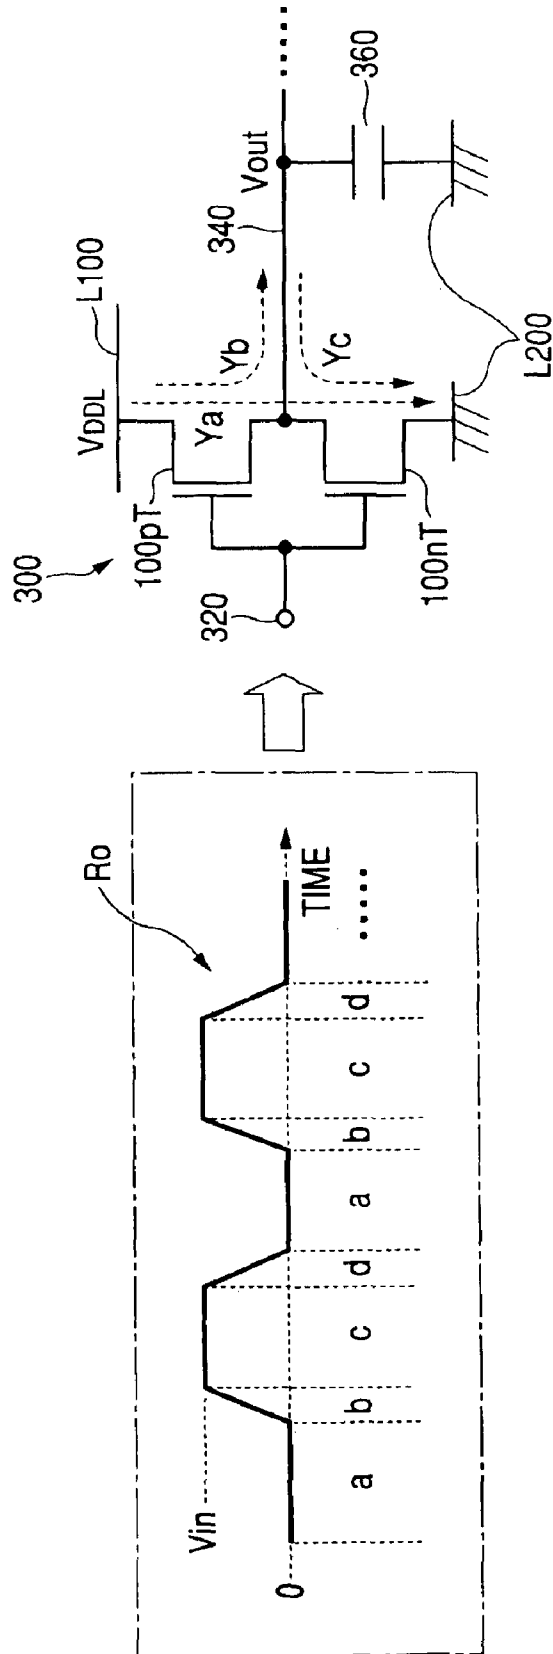 Ro
Vin
0
TIME
a
b
c
d
a
b
c
d
.....
300
320
100pT
100nT
VDDL
L100
Ya
Yb
Yc
340
Vout
.....
360
L200